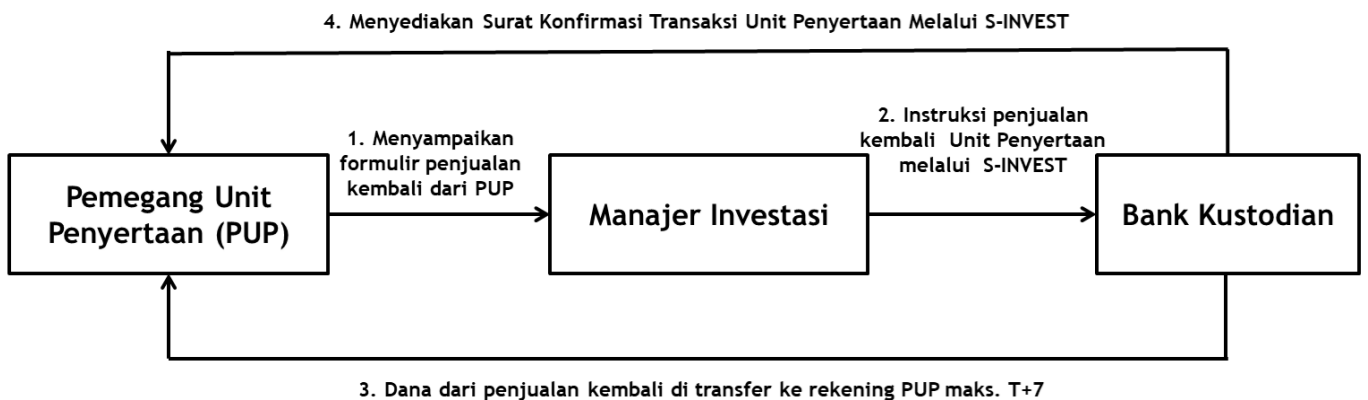 4. Menyediakan Surat Konfirmasi Transaksi Unit Penyertaan Melalui S-INVEST
1. Menyampaikan
formulir penjualan
kembali dari PUP
2. Instruksi penjualan
kembali Unit Penyertaan
melalui S-INVEST
Pemegang Unit
Penyertaan (PUP)
Manajer Investasi
Bank Kustodian
3. Dana dari penjualan kembali di transfer ke rekening PUP maks. T+7